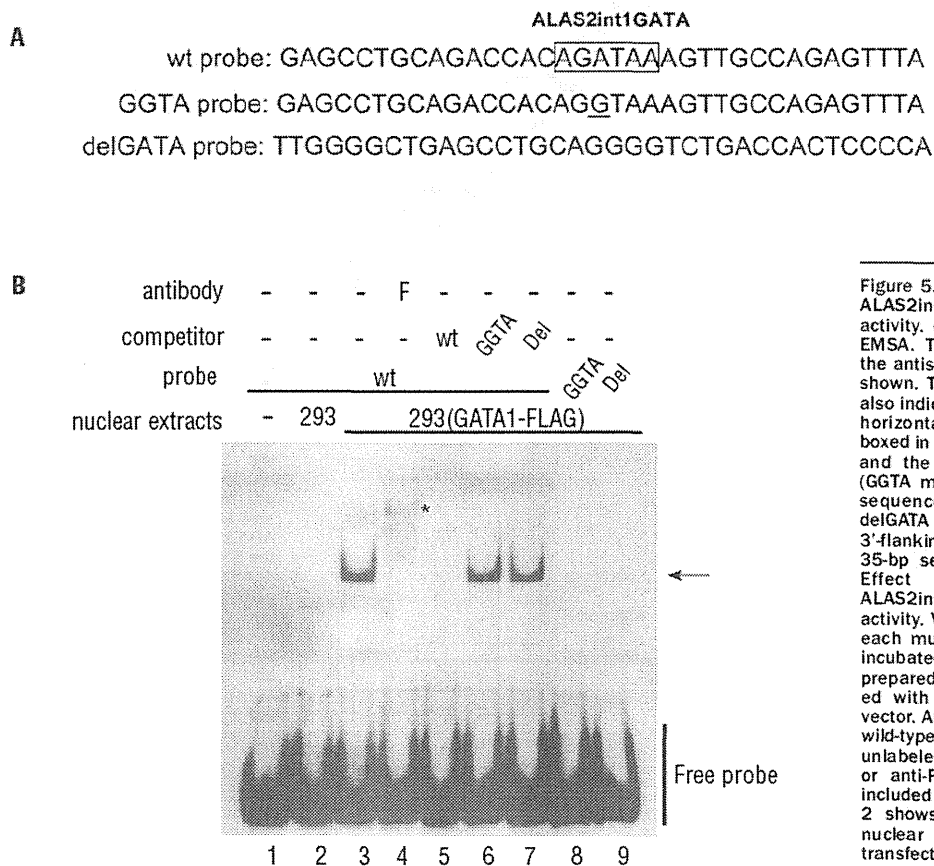 A
ALAS2int1GATA
wt probe: GAGCCTGCAGACCACAGATAAAGTTGCCAGAGTTTA
GGTA probe: GAGCCTGCAGACCACAGGTAAAGTTGCCAGAGTTTA
delGATA probe: TTGGGGCTGAGCCTGCAGGGGTCTGACCACTCCCCA
B
antibody - - - F - - - - -
competitor - - - - wt GGTA Del - -
probe wt GGTA Del
nuclear extracts - 293 293(GATA1-FLAG)
*
Free probe
1 2 3 4 5 6 7 8 9
Figure 5.
ALAS2in
activity.
EMSA. T
the antis
shown. T
also indi
horizonta
boxed in
and the
(GGTA m
sequenc
delGATA
3'-flankin
35-bp se
Effect
ALAS2in
activity. V
each mu
incubate
prepared
ed with
vector. A
wild-type
unlabele
or anti-F
included
2 shows
nuclear
transfect